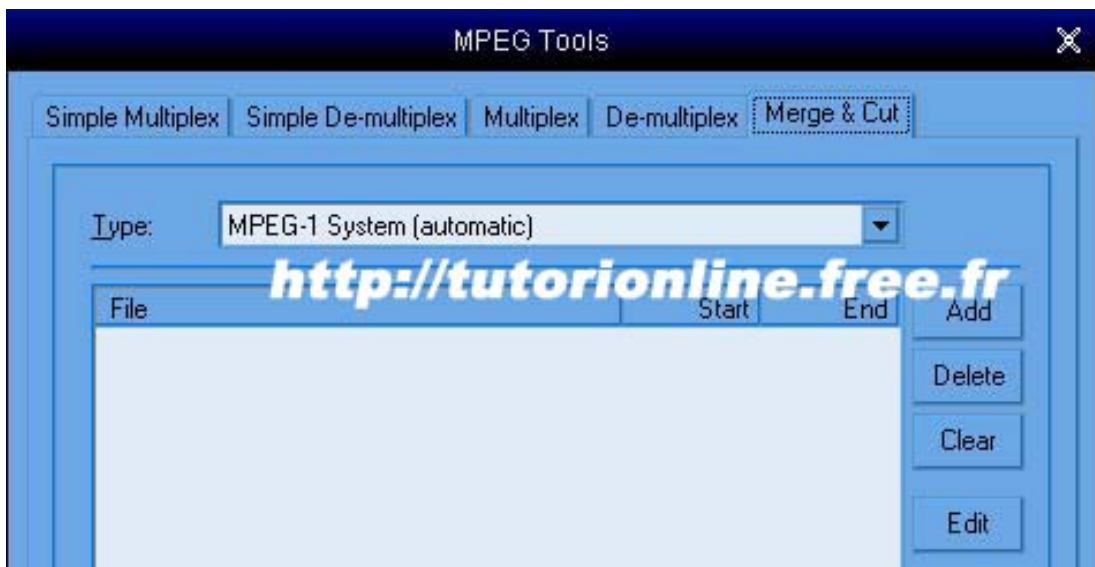 MPEG Tools
Simple Multiplex Simple De-multiplex Multiplex De-multiplex Merge & Cut
Type: MPEG-1 System (automatic)
http://tutorionline.free.fr
File Start End Add
Delete
Clear
Edit